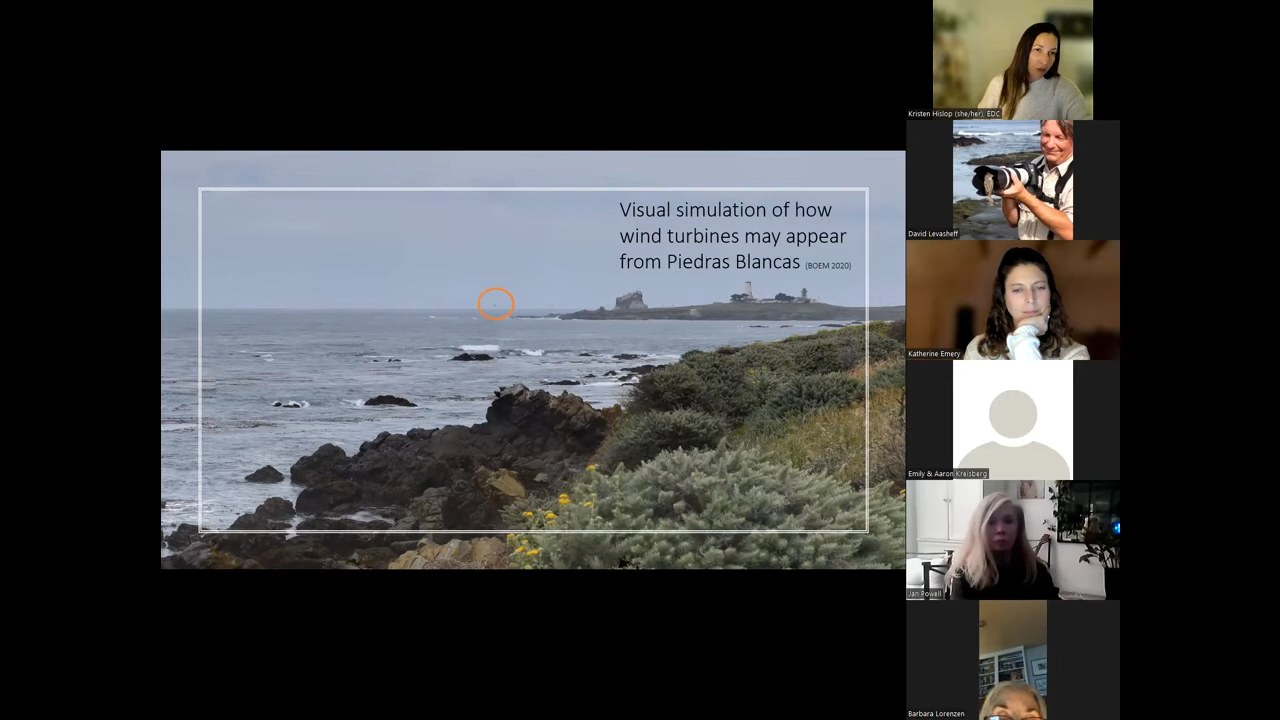 Visual simulation of how
wind turbines may appear
from Piedras Blancas (BOEM 2020)
Kristen Hislop (she/her), EDC
David Levasheff
Katherine Emery
Emily & Aaron Kreisberg
Jan Powell
Barbara Lorenzen